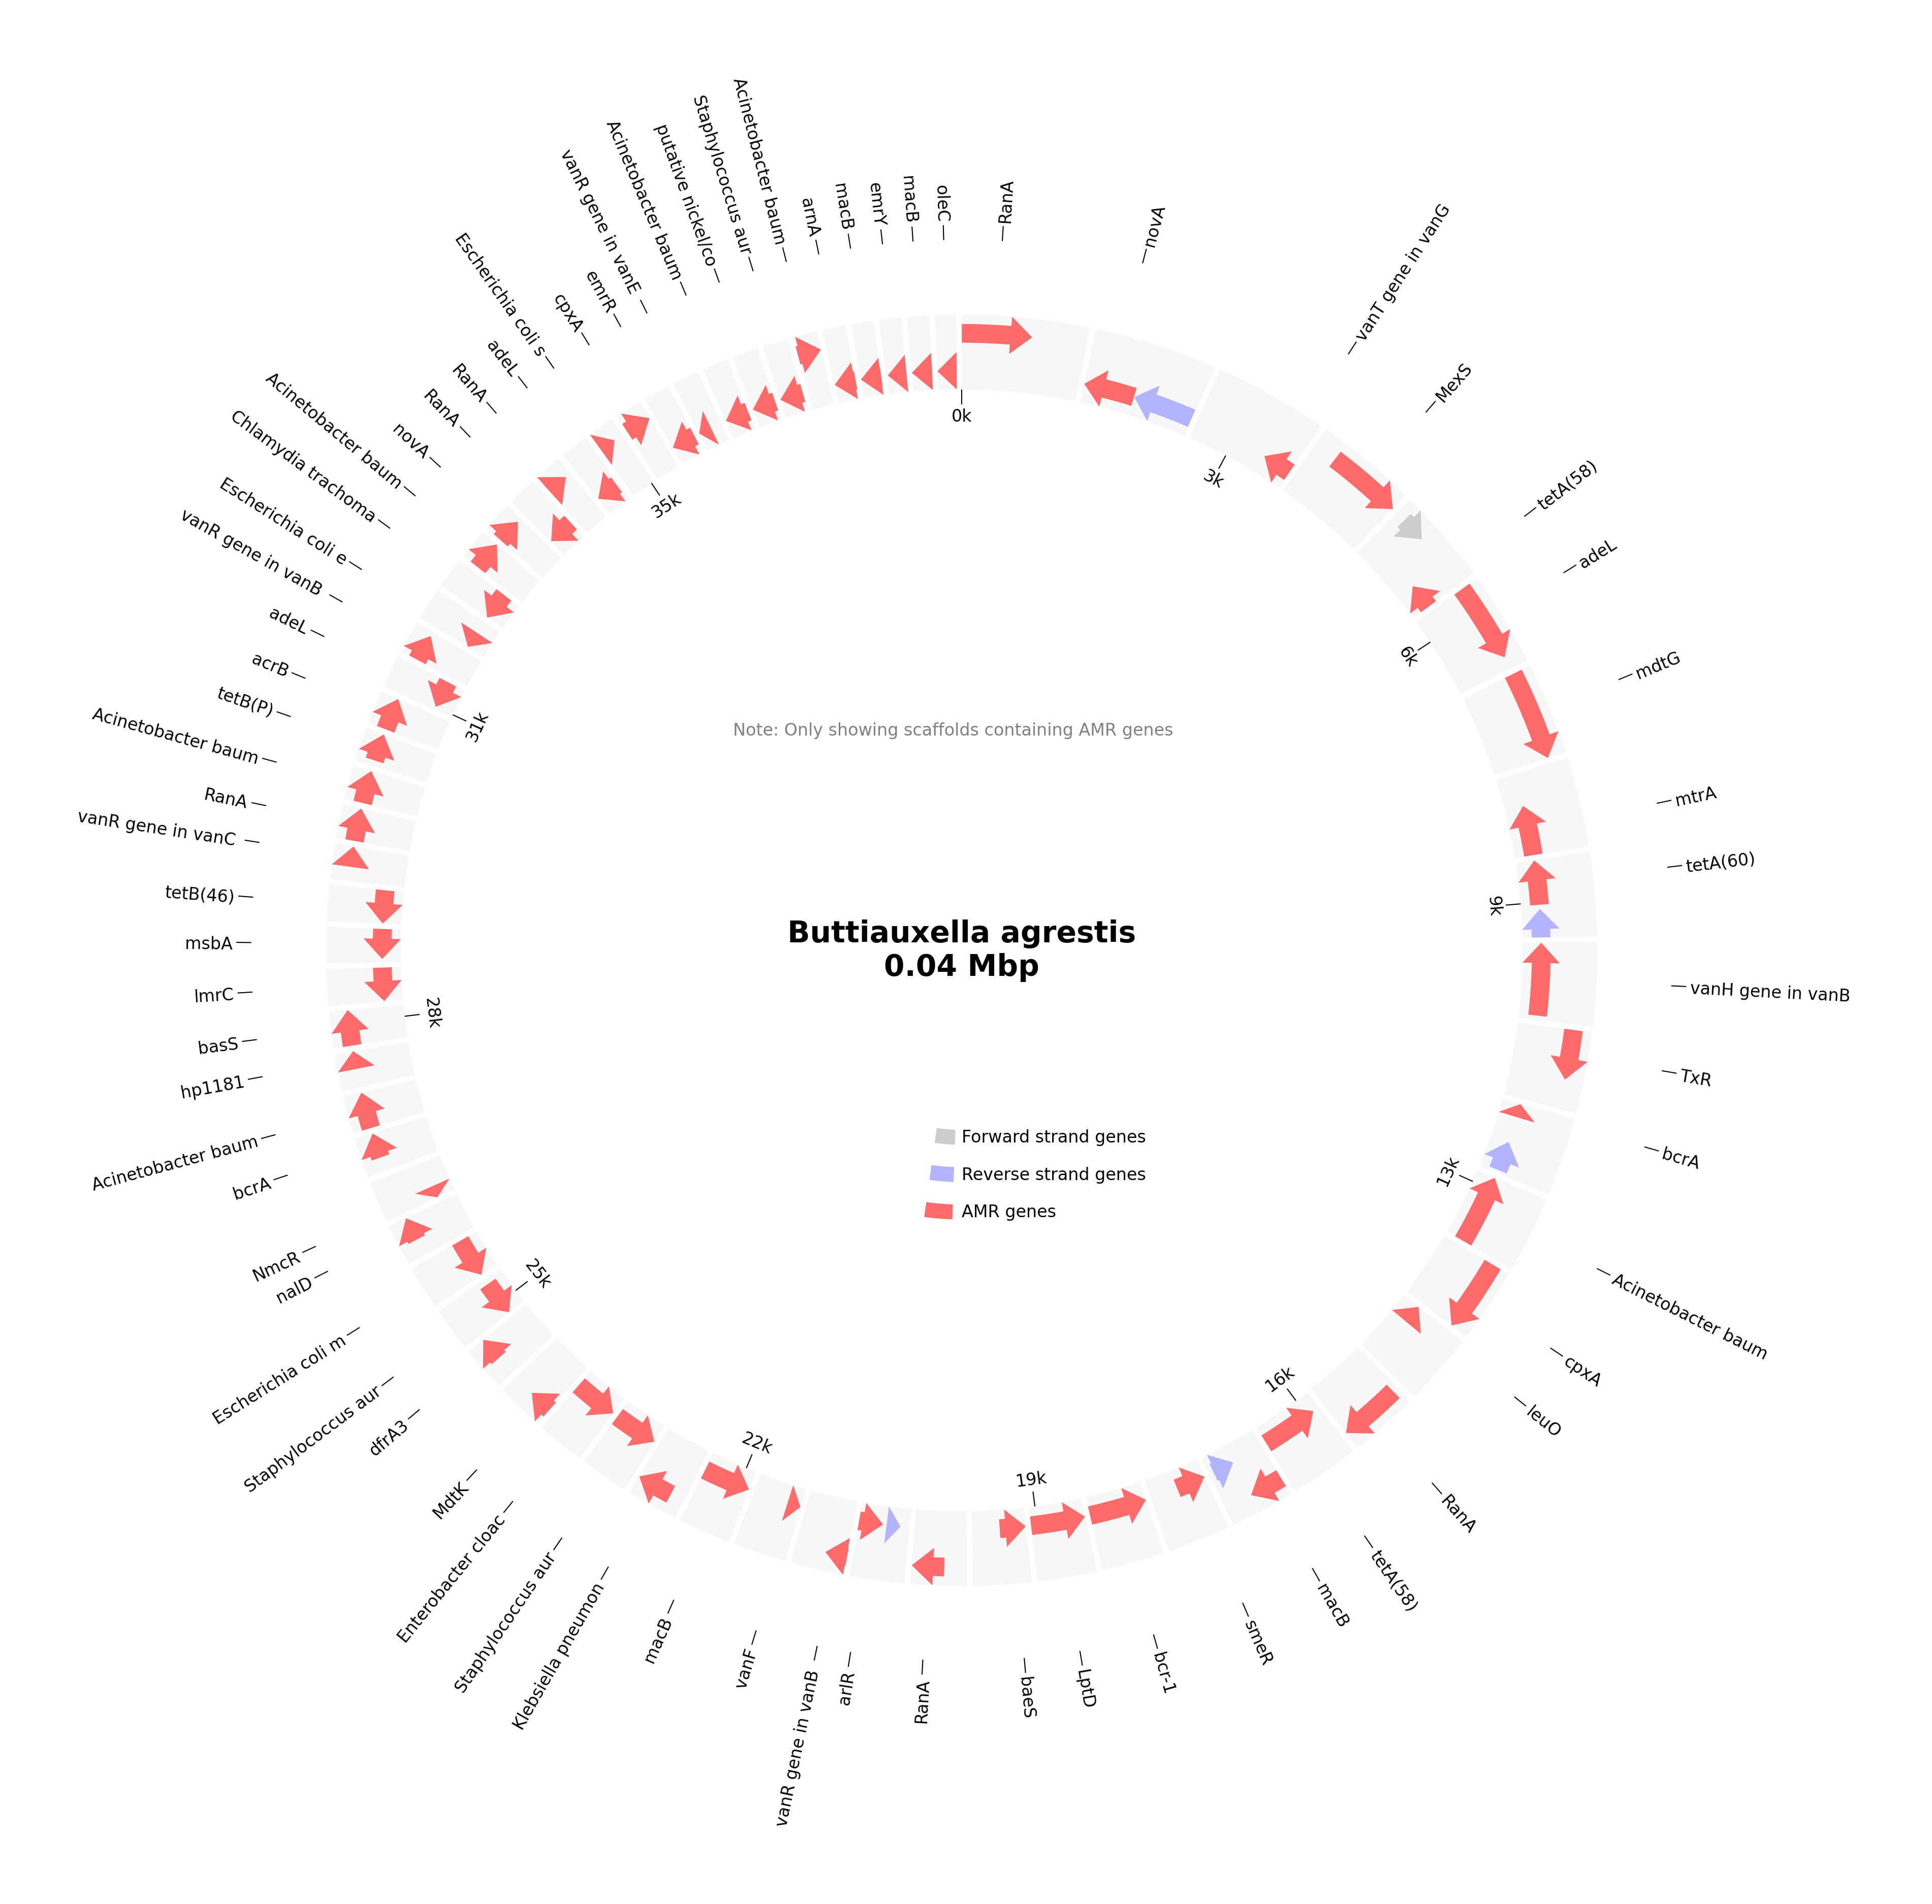 RanA
novA
vanT gene in vanG
MexS
tetA(58)
adeL
mdtG
mtrA
tetA(60)
vanH gene in vanB
TxR
bcrA
Acinetobacter baum
cpxA
leuO
RanA
tetA(58)
macB
smeR
bcr-1
LptD
baeS
RanA
arlR
vanR gene in vanB
vanF
macB
Klebsiella pneumon
Staphylococcus aur
Enterobacter cloac
MdtK
dfrA3
Staphylococcus aur
Escherichia coli m
nalD
NmcR
bcrA
Acinetobacter baum
hp1181
basS
lmrC
msbA
tetB(46)
vanR gene in vanC
RanA
Acinetobacter baum
tetB(P)
acrB
adeL
vanR gene in vanB
Escherichia coli e
Chlamydia trachoma
Acinetobacter baum
novA
RanA
RanA
adeL
Escherichia coli s
cpxA
emrR
vanR gene in vanE
Acinetobacter baum
putative nickel/co
Staphylococcus aur
Acinetobacter baum
arnA
macB
emrY
macB
oleC
0k
3k
6k
9k
13k
16k
19k
22k
25k
28k
31k
35k
Note: Only showing scaffolds containing AMR genes
Buttiauxella agrestis
0.04 Mbp
Forward strand genes
Reverse strand genes
AMR genes